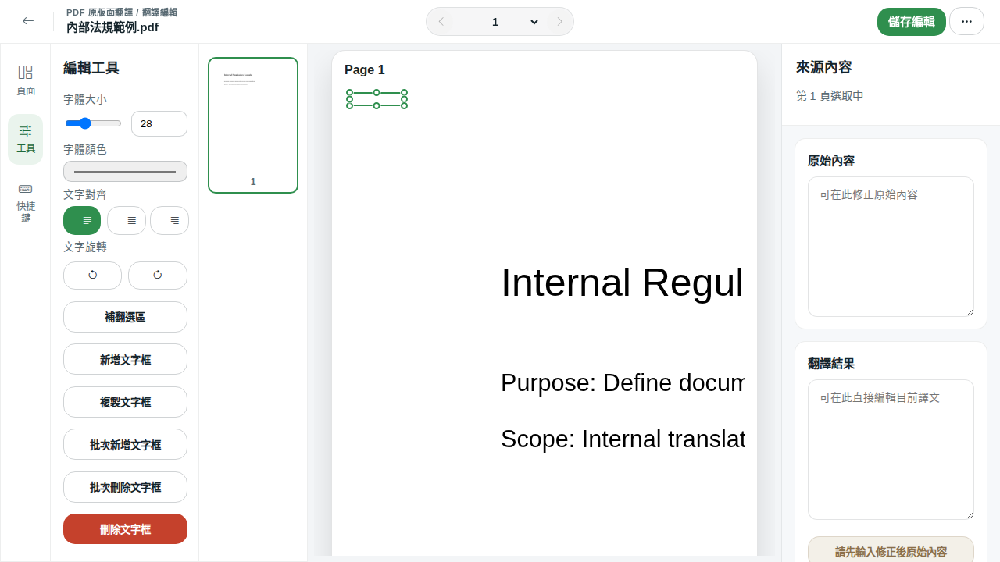 PDF 原版面翻譯 / 翻譯編輯
內部法規範例.pdf
1
儲存編輯
頁面
工具
快捷
鍵
編輯工具
字體大小
28
字體顏色
文字對齊
文字旋轉
補翻選區
新增文字框
複製文字框
批次新增文字框
批次刪除文字框
刪除文字框
1
Page 1
Internal Regul
Purpose: Define docum
Scope: Internal translat
來源內容
第 1 頁選取中
原始內容
可在此修正原始內容
翻譯結果
可在此直接編輯目前譯文
請先輸入修正後原始內容